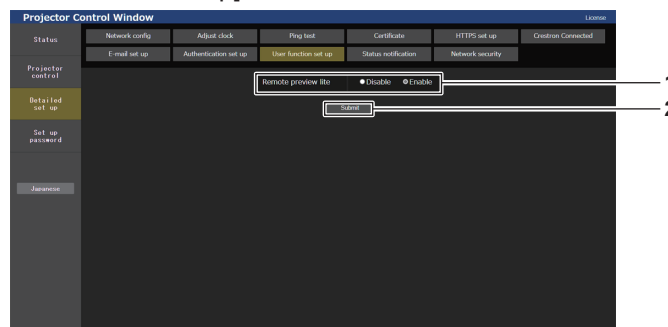 Projector Control Window
License
Status
Network config
Adjust clock
Ping test
Certificate
HTTPS set up
Crestron Connected
E-mail set up
Authentication set up
User function set up
Status notification
Network security
Projector control
Remote preview lite
Disable
Enable
1
Submit
2
Detailed set up
Set up password
Japanese